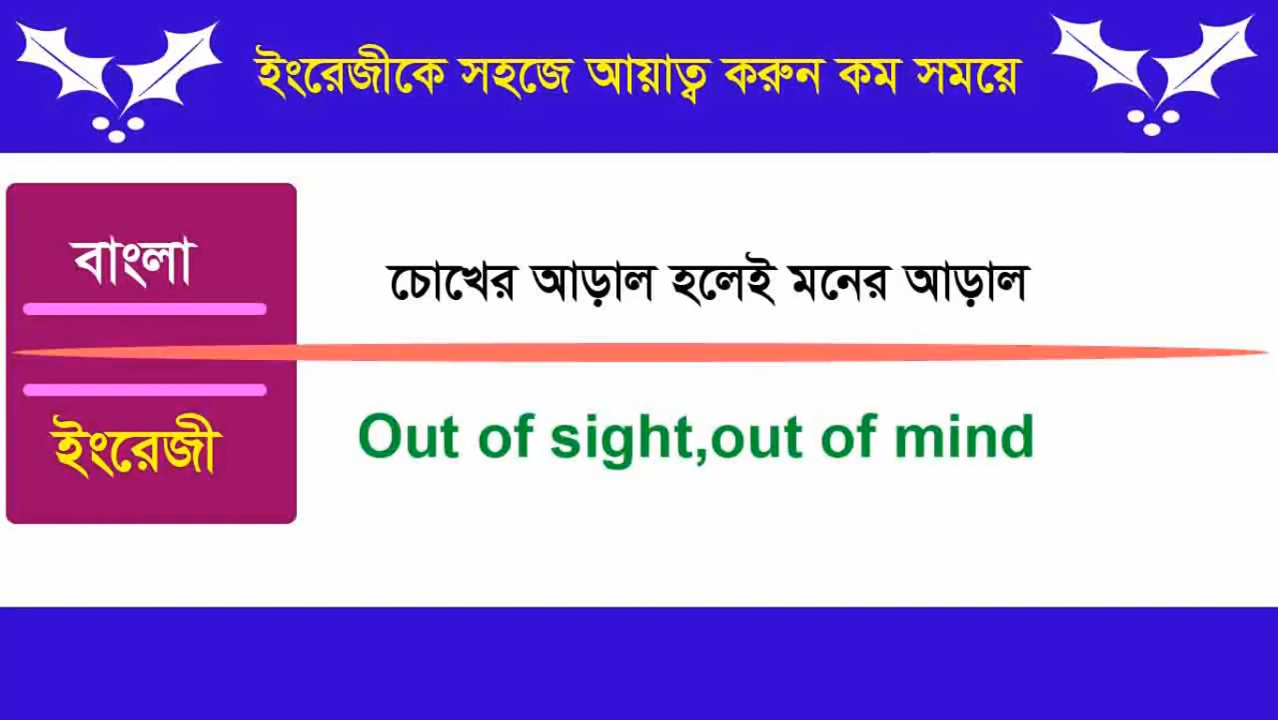 ইংরেজীকে সহজে আয়াত্ব করুন কম সময়ে
বাংলা
চোখের আড়াল হলেই মনের আড়াল
ইংরেজী
Out of sight,out of mind